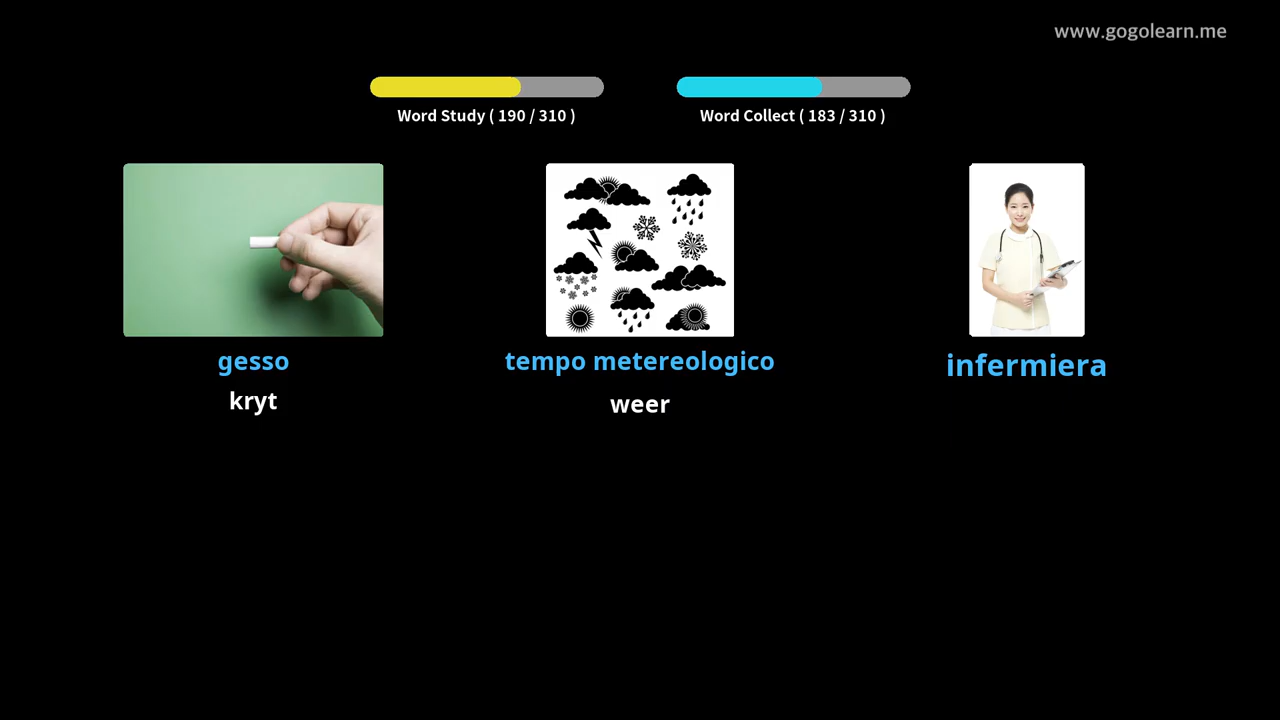 www.gogolearn.me
Word Study ( 190 / 310 )
Word Collect ( 183 / 310 )
gesso
tempo metereologico
infermiera
kryt
weer